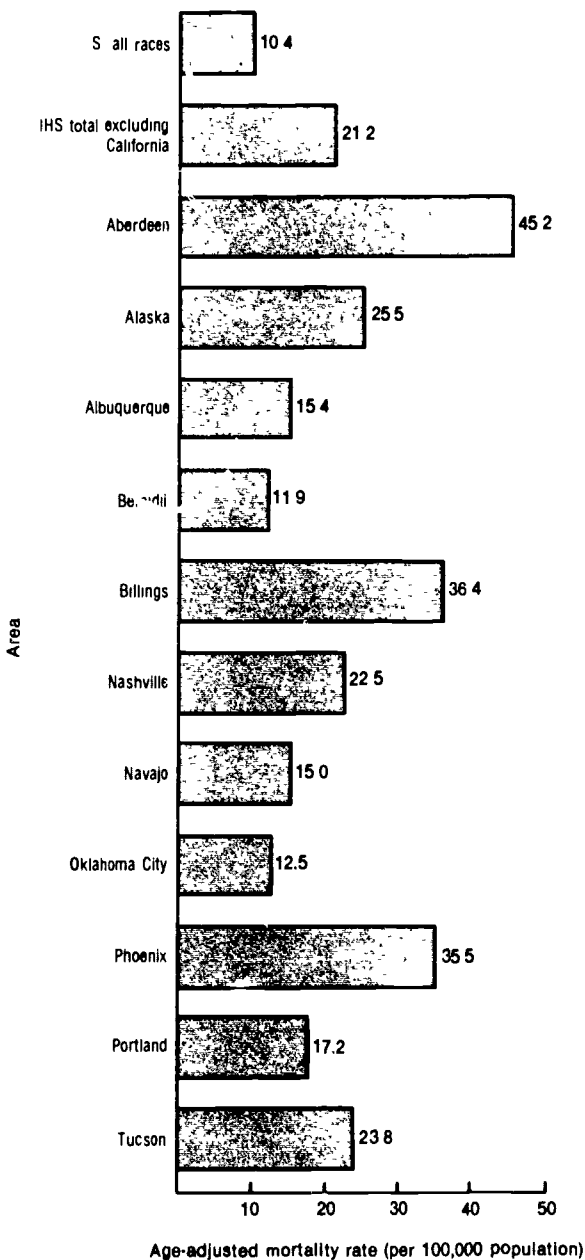 S all races
10 4
IHS total excluding
California
21 2
Aberdeen
45 2
Alaska
25 5
Albuquerque
15 4
11 9
Billings
36 4
Nashville
22 5
Navajo
15 0
Oklahoma City
12.5
Phoenix
35 5
Portland
17.2
Tucson
23 8
Area
10 20 30 40 50
Age-adjusted mortality rate (per 100,000 population)